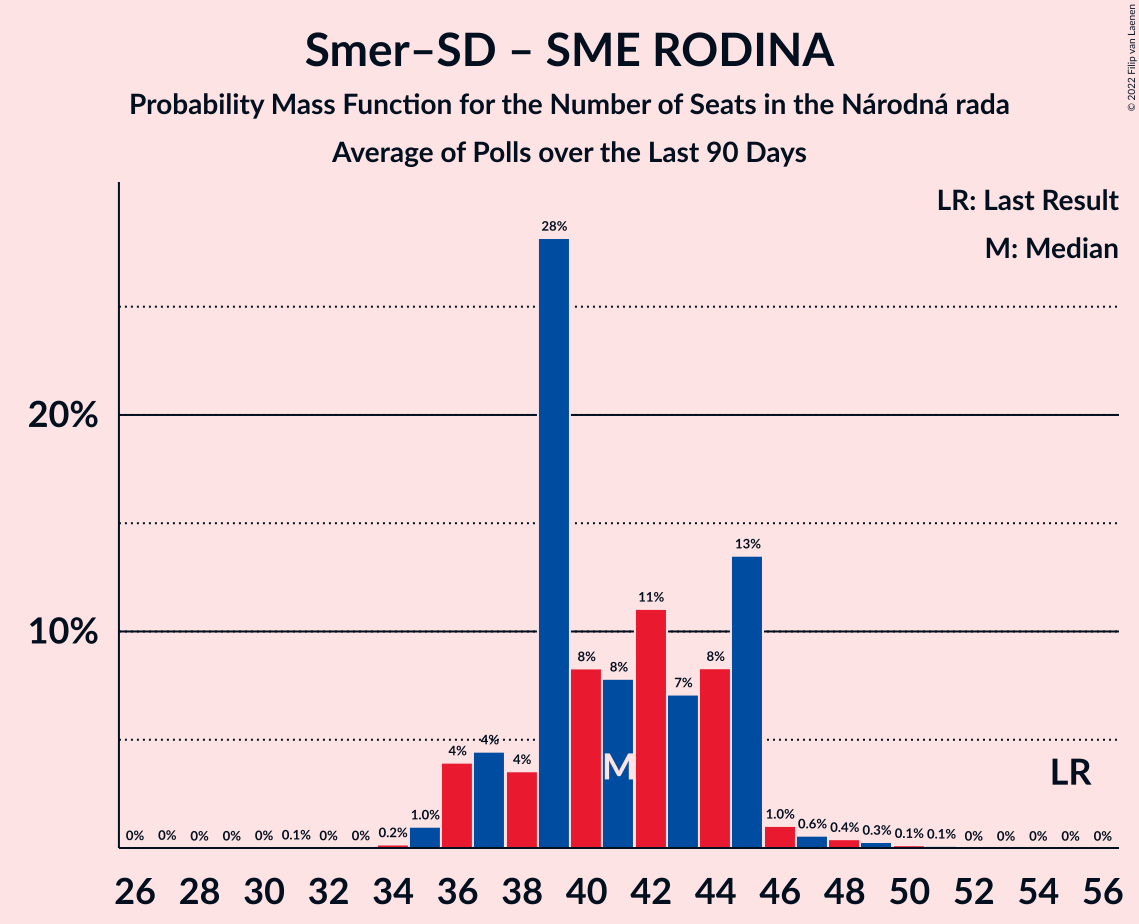 Smer–SD – SME RODINA
Probability Mass Function for the Number of Seats in the Národná rada
Average of Polls over the Last 90 Days
© 2022 Filip van Laenen
LR: Last Result
M: Median
28%
20%
13%
11%
10%
8% 8% 7% 8%
4% 4% 4%
M
LR
0% 0% 0% 0% 0% 0.1% 0% 0% 0.2% 1.0% 1.0% 0.6% 0.4% 0.3% 0.1% 0.1% 0% 0% 0% 0% 0%
26 28 30 32 34 36 38 40 42 44 46 48 50 52 54 56